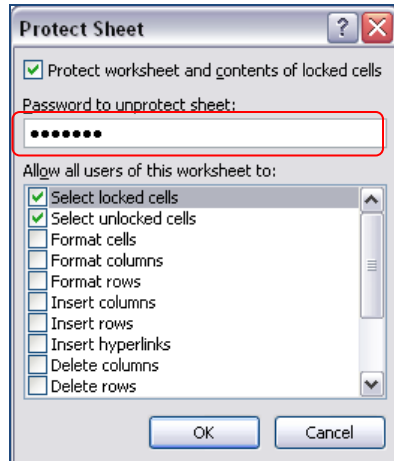 Protect Sheet
Protect worksheet and contents of locked cells
Password to unprotect sheet:
•••••••
Allow all users of this worksheet to:
Select locked cells
Select unlocked cells
Format cells
Format columns
Format rows
Insert columns
Insert rows
Insert hyperlinks
Delete columns
Delete rows
OK Cancel